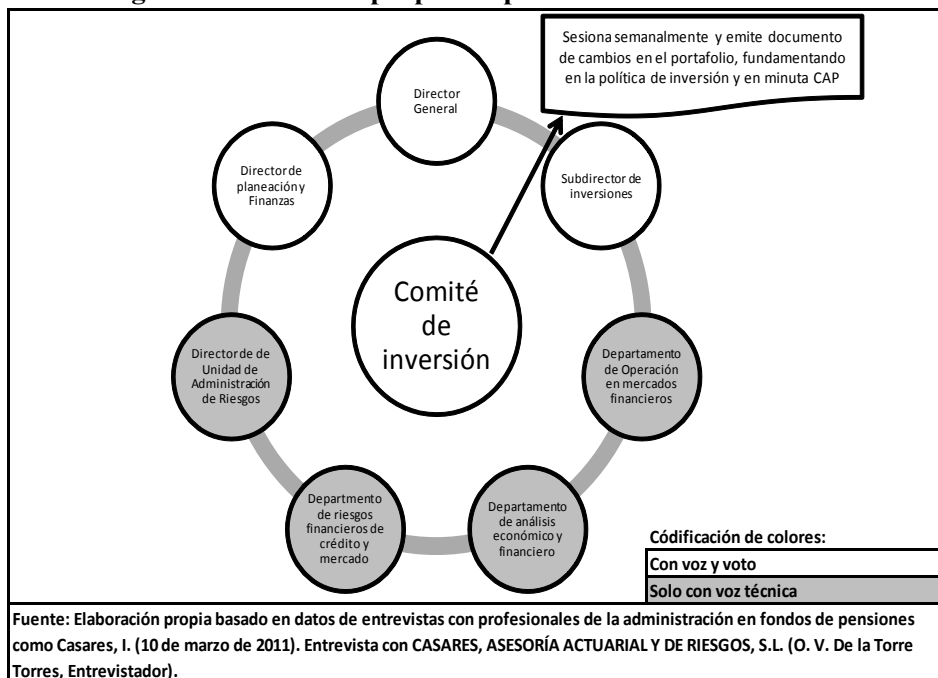 Sesiona semanalmente y emite documento
de cambios en el portafolio, fundamentando
en la política de inversión y en minuta CAP
Director
General
Director de
planeación y
Finanzas
Subdirector de
inversiones
Comité
de
inversión
Director de de
Unidad de
Administración
de Riesgos
Departamento
de Operación
en mercados
financieros
Departmento
de riesgos
financieros de
crédito y
mercado
Departamento
de análisis
económico y
financiero
Códificación de colores:
Con voz y voto
Solo con voz técnica
Fuente: Elaboración propia basado en datos de entrevistas con profesionales de la administración en fondos de pensiones
como Casares, I. (10 de marzo de 2011). Entrevista con CASARES, ASESORÍA ACTUARIAL Y DE RIESGOS, S.L. (O. V. De la Torre
Torres, Entrevistador).